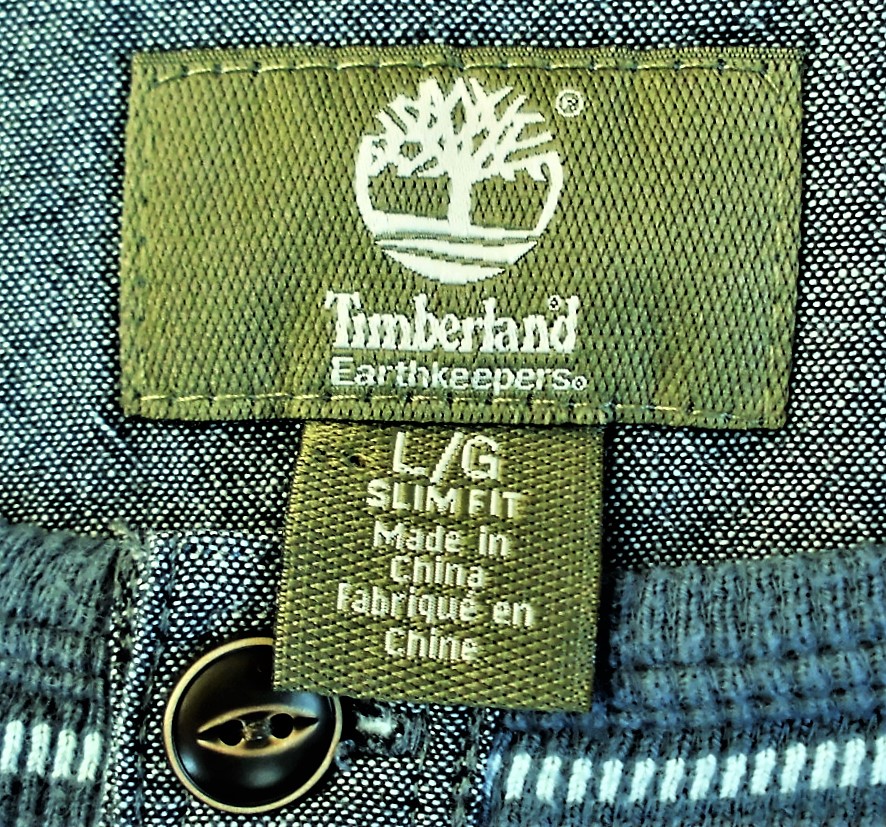 ®
Timberland®
Earthkeepers®
L/G
SLIM FIT
Made in
China
Fabriqué en
Chine